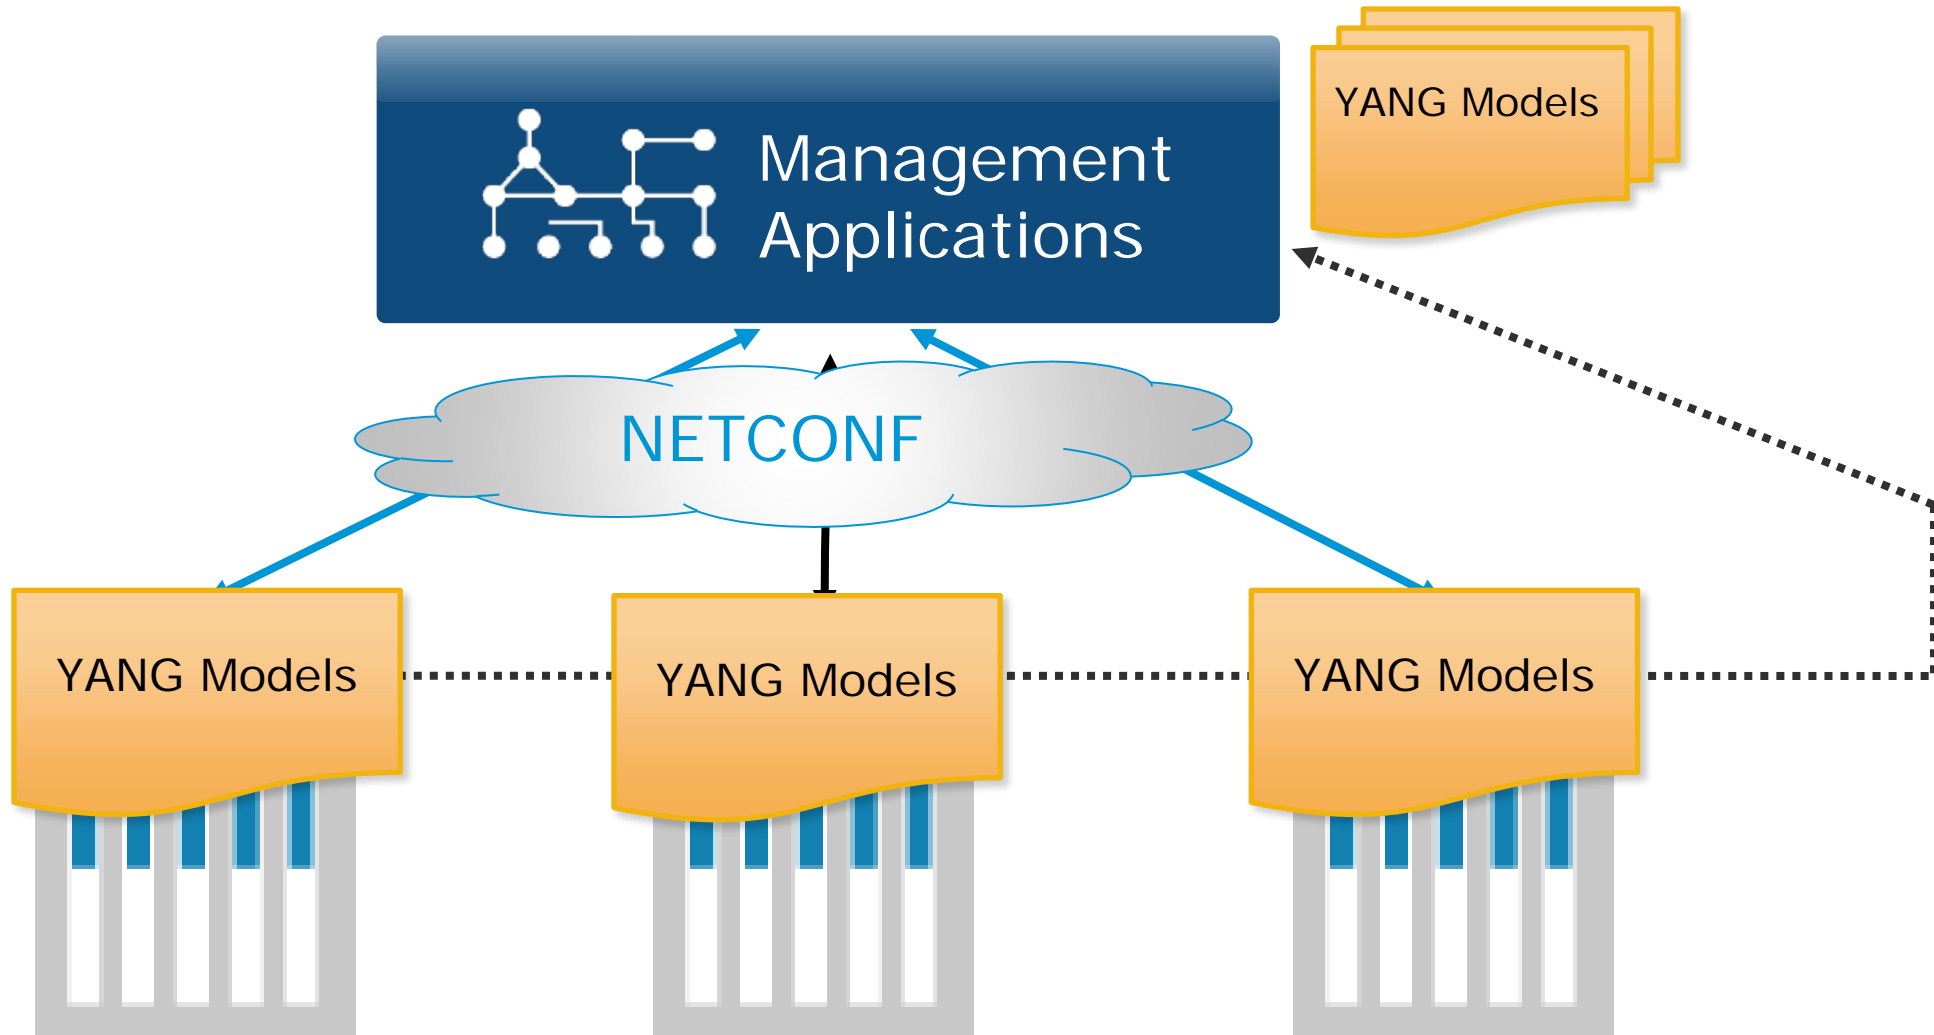 YANG Models
Management
Applications
NETCONF
YANG Models
YANG Models
YANG Models